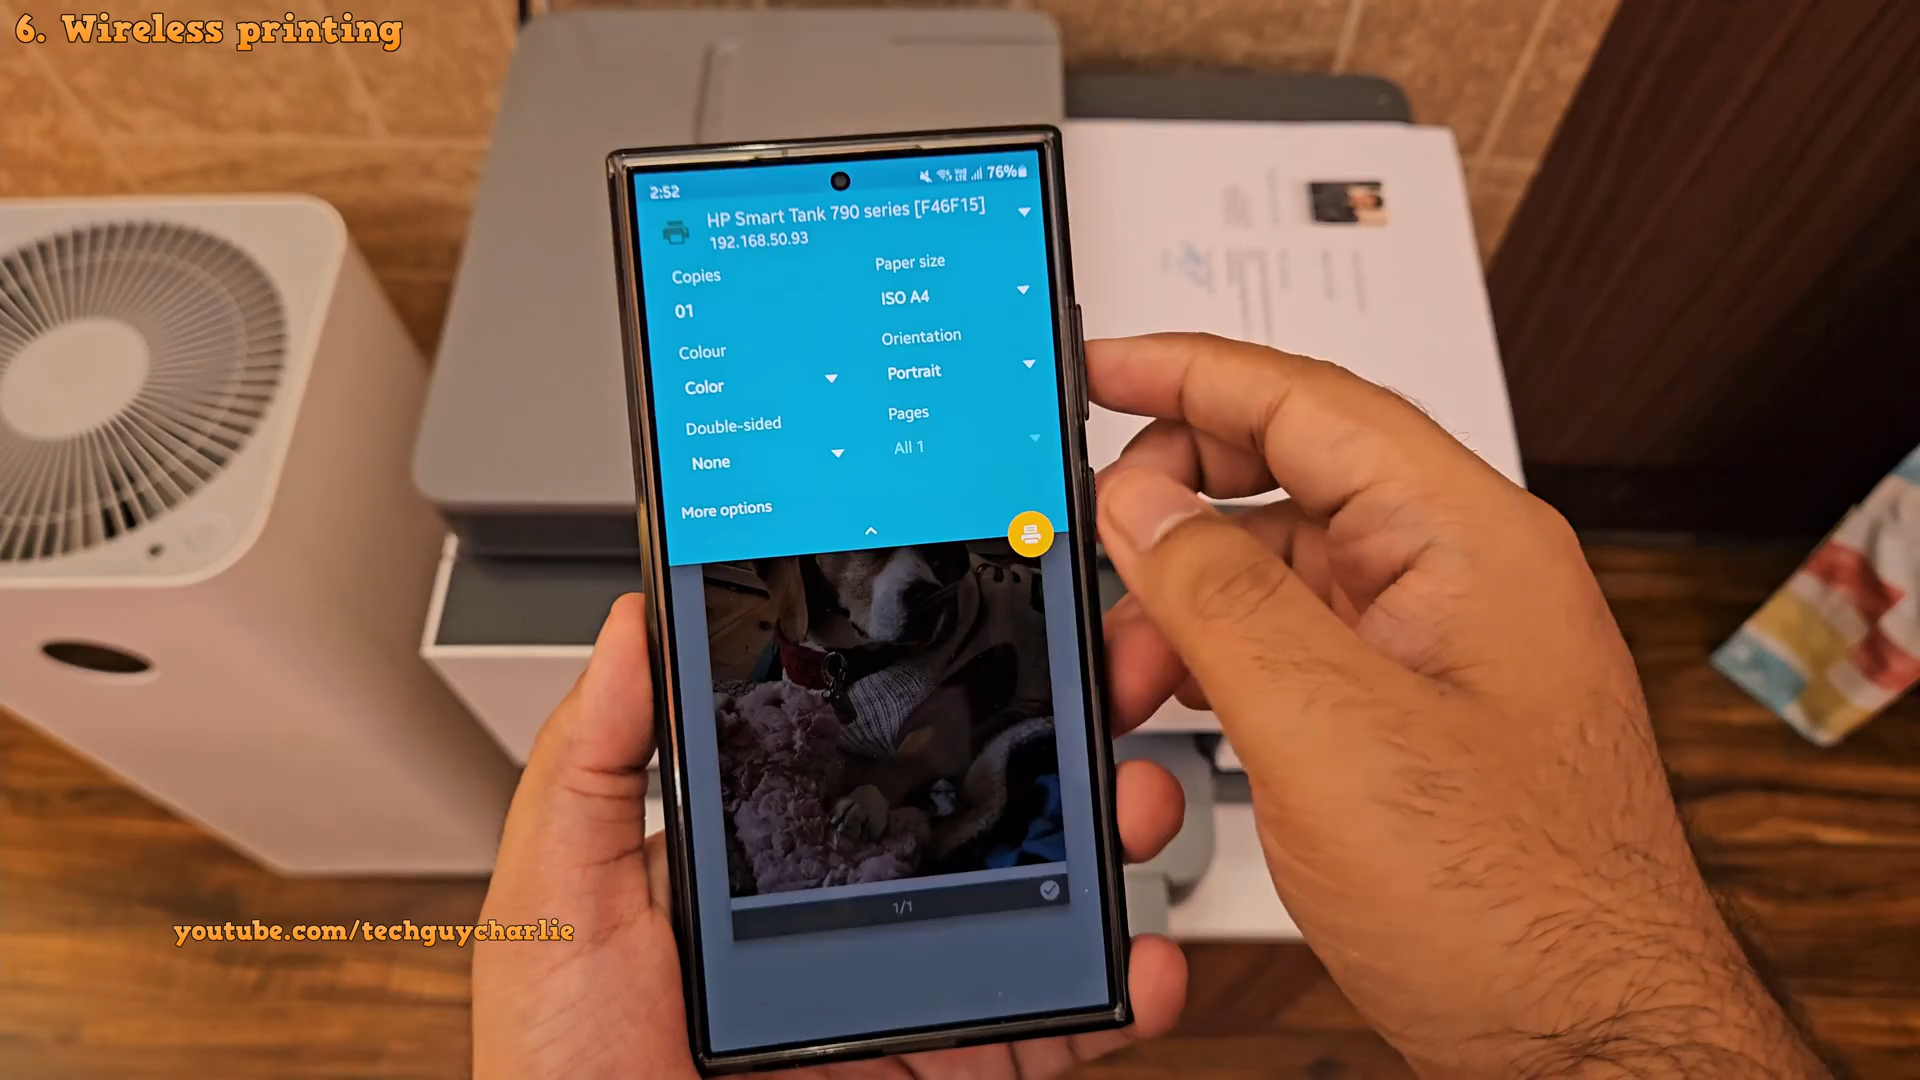 6. Wireless printing
2:52
76%
HP Smart Tank 790 series [F46F15]
192.168.50.93
Copies
01
Paper size
ISO A4
Colour
Color
Orientation
Portrait
Double-sided
None
Pages
All 1
More options
1/1
youtube.com/techguycharlie